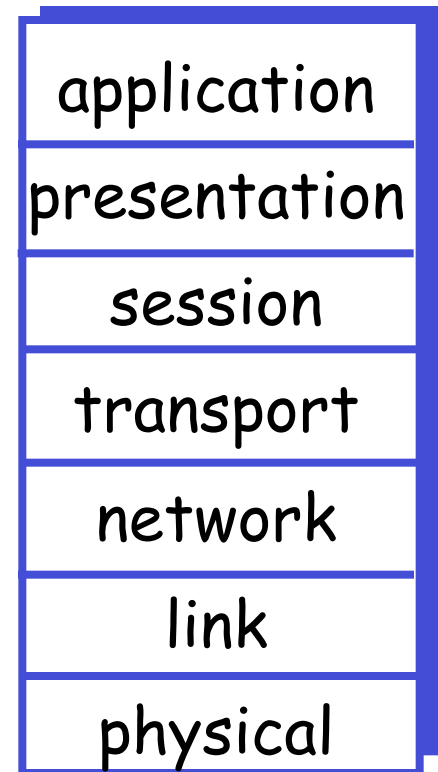 application
presentation
session
transport
network
link
physical